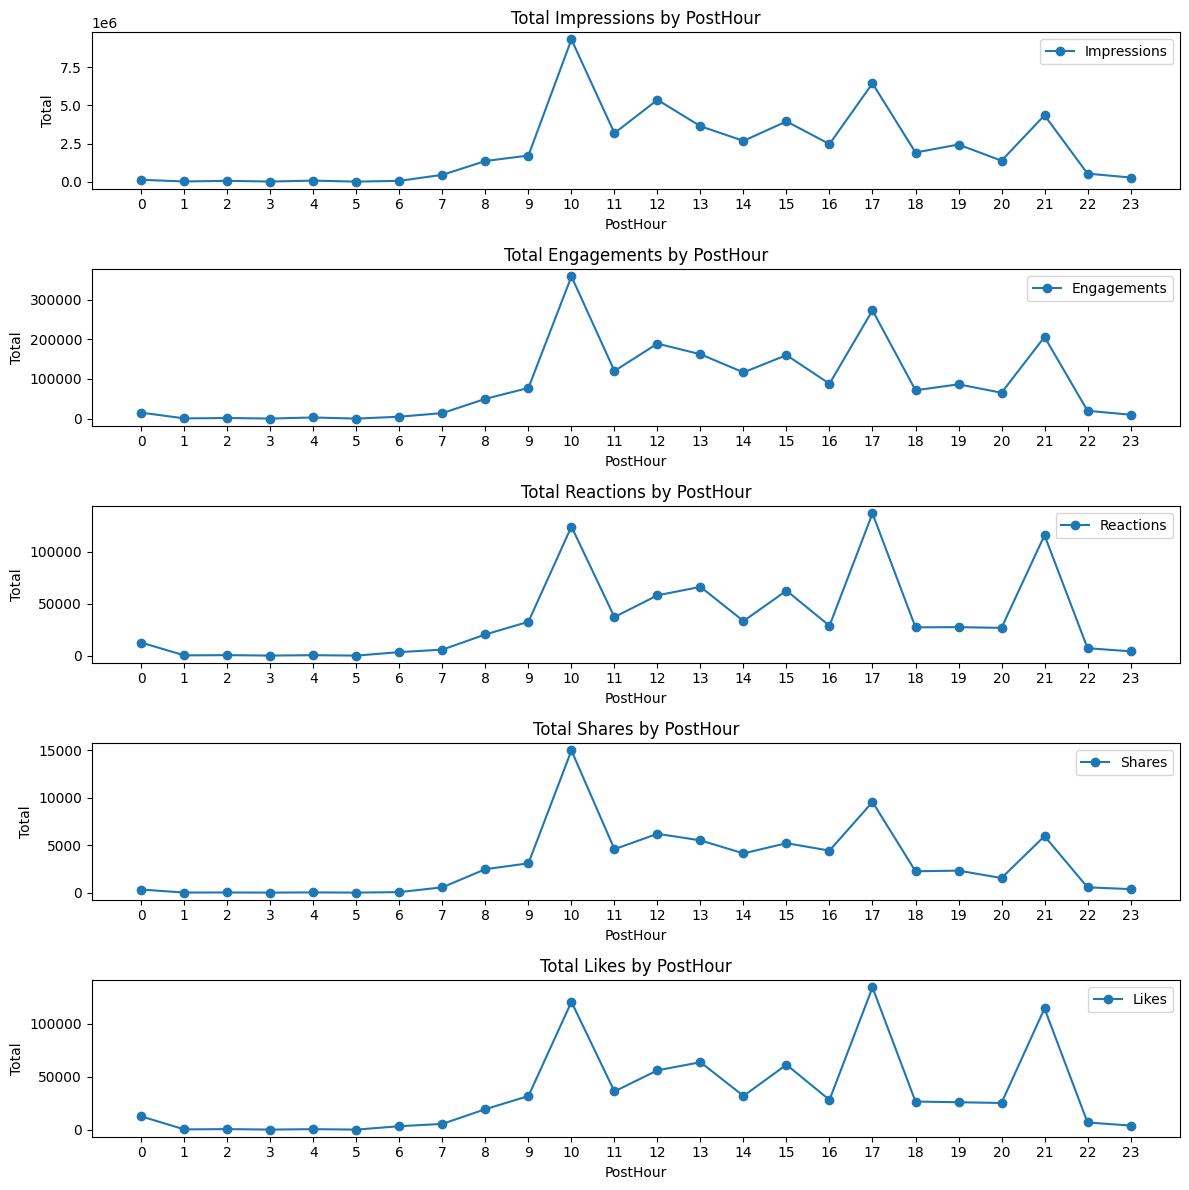 Total Impressions by PostHour
1e6
Impressions
7.5
5.0
2.5
0.0
Total
0 1 2 3 4 5 6 7 8 9 10 11 12 13 14 15 16 17 18 19 20 21 22 23
PostHour
Total Engagements by PostHour
Engagements
300000
200000
100000
0
Total
0 1 2 3 4 5 6 7 8 9 10 11 12 13 14 15 16 17 18 19 20 21 22 23
PostHour
Total Reactions by PostHour
Reactions
100000
50000
0
Total
0 1 2 3 4 5 6 7 8 9 10 11 12 13 14 15 16 17 18 19 20 21 22 23
PostHour
Total Shares by PostHour
Shares
15000
10000
5000
0
Total
0 1 2 3 4 5 6 7 8 9 10 11 12 13 14 15 16 17 18 19 20 21 22 23
PostHour
Total Likes by PostHour
Likes
100000
50000
0
Total
0 1 2 3 4 5 6 7 8 9 10 11 12 13 14 15 16 17 18 19 20 21 22 23
PostHour